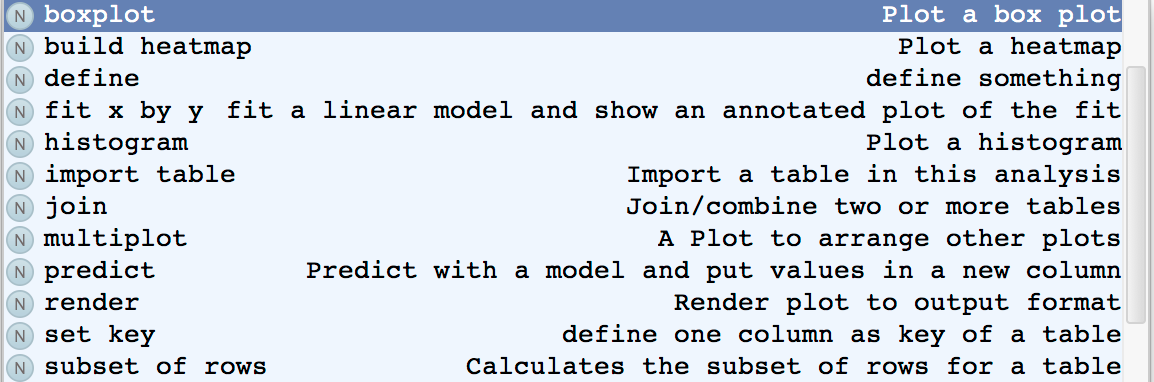 N boxplot Plot a box plot
N build heatmap Plot a heatmap
N define define something
N fit x by y fit a linear model and show an annotated plot of the fit
N histogram Plot a histogram
N import table Import a table in this analysis
N join Join/combine two or more tables
N multiplot A Plot to arrange other plots
N predict Predict with a model and put values in a new column
N render Render plot to output format
N set key define one column as key of a table
N subset of rows Calculates the subset of rows for a table